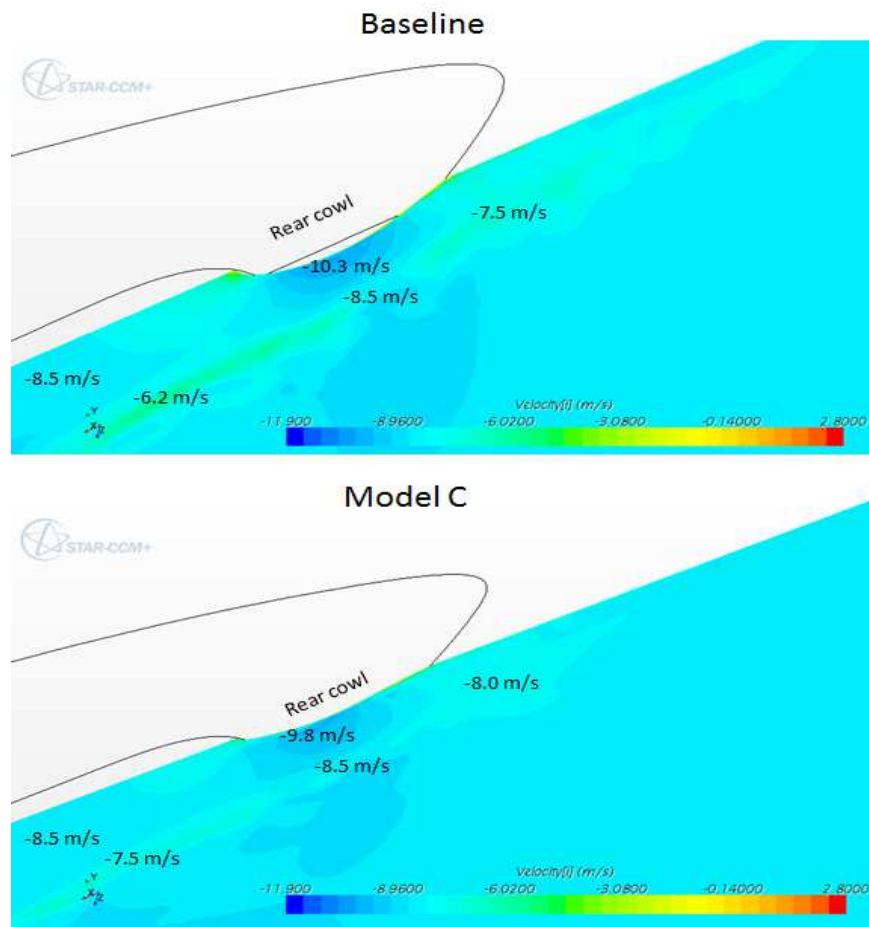 Baseline
STAR-CCM+
Rear cowl
-7.5 m/s
-10.3 m/s
-8.5 m/s
-8.5 m/s
-6.2 m/s
Y
X Z
Velocity[i] (m/s)
-11.900 -8.9600 -6.0200 -3.0800 -0.14000 2.8000
Model C
STAR-CCM+
Rear cowl
-8.0 m/s
-9.8 m/s
-8.5 m/s
-8.5 m/s
-7.5 m/s
Y
X Z
Velocity[i] (m/s)
-11.900 -8.9600 -6.0200 -3.0800 -0.14000 2.8000